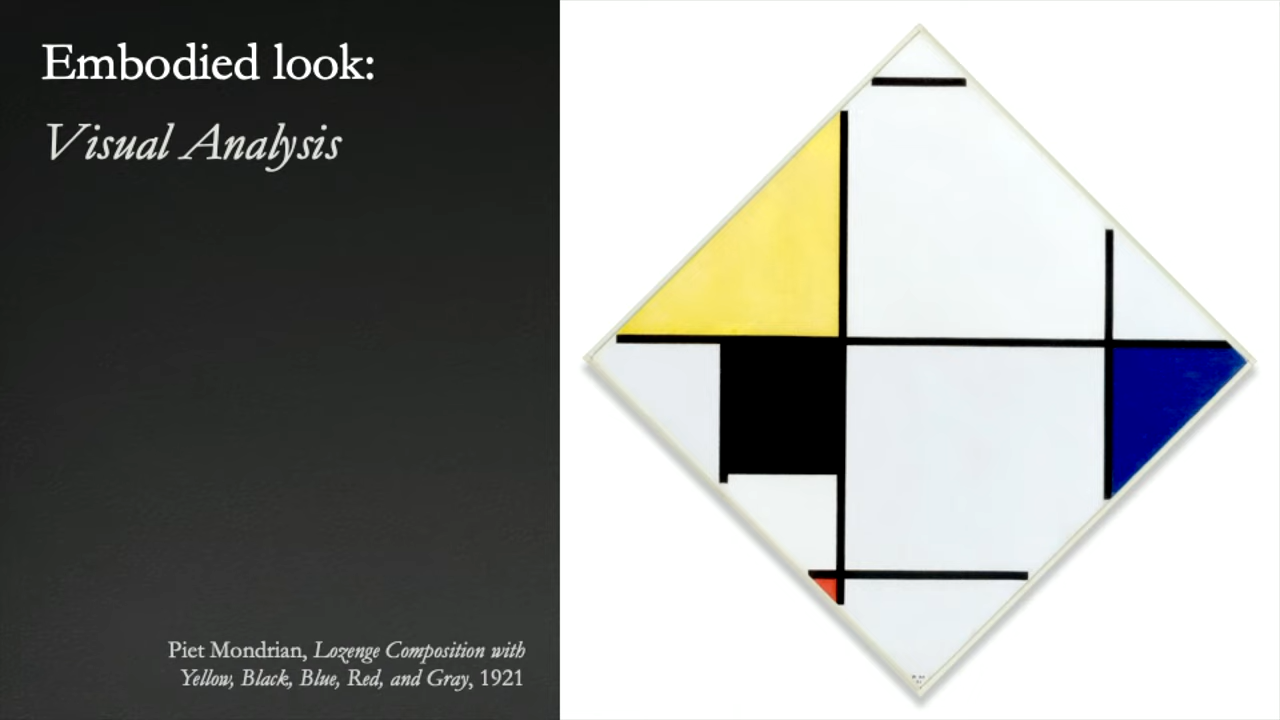 Embodied look:
Visual Analysis
Piet Mondrian, Lozenge Composition with
Yellow, Black, Blue, Red, and Gray, 1921